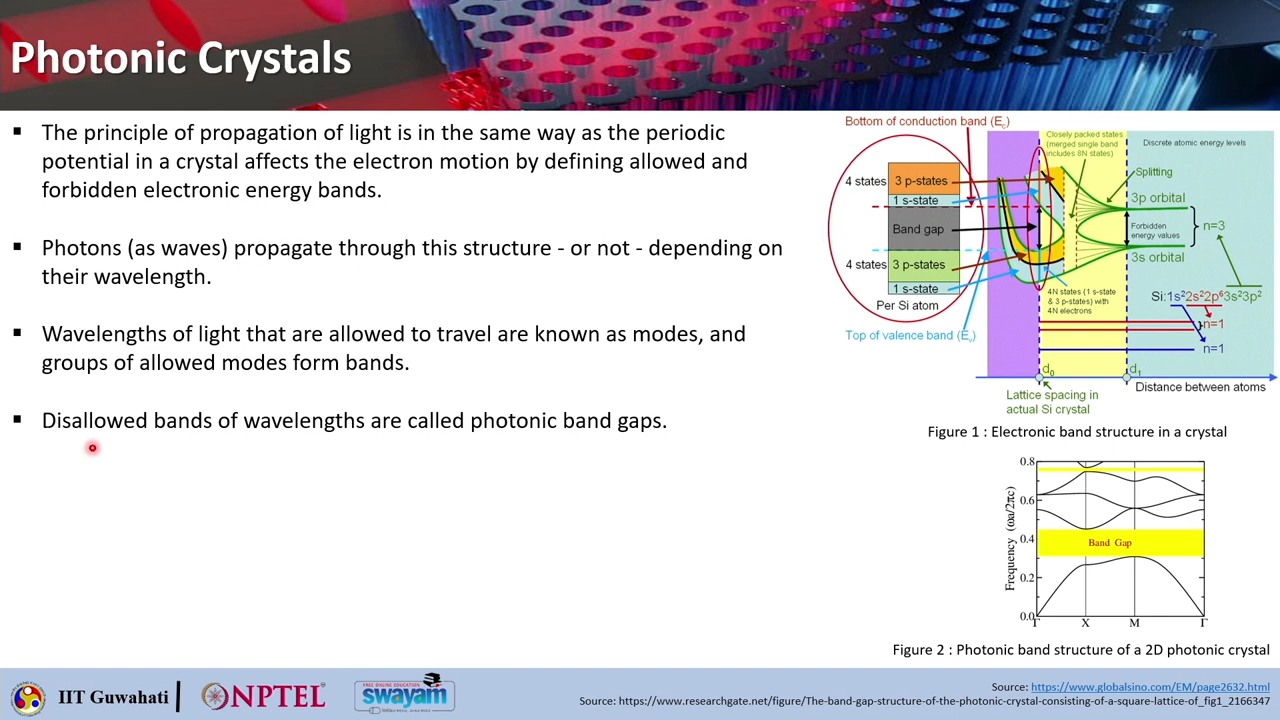 Photonic Crystals
▪ The principle of propagation of light is in the same way as the periodic
potential in a crystal affects the electron motion by defining allowed and
forbidden electronic energy bands.
▪ Photons (as waves) propagate through this structure - or not - depending on
their wavelength.
▪ Wavelengths of light that are allowed to travel are known as modes, and
groups of allowed modes form bands.
▪ Disallowed bands of wavelengths are called photonic band gaps.
Bottom of conduction band (Ec)
4 states
3 p-states
1 s-state
Band gap
4 states
3 p-states
1 s-state
Per Si atom
Top of valence band (Ev)
Closely packed states
(merged single band
includes 8N states)
Discrete atomic energy levels
Splitting
3p orbital
Forbidden
energy values
n=3
3s orbital
4N states (1 s-state
& 3 p-states) with
4N electrons
Si:1s²2s²2p⁶3s²3p²
n=1
n=1
d0
d1
Distance between atoms
Lattice spacing in
actual Si crystal
Figure 1 : Electronic band structure in a crystal
Frequency (ωa/2πc)
0.8
0.6
0.4
0.2
0.0
Band Gap
Γ X M Γ
Figure 2 : Photonic band structure of a 2D photonic crystal
IIT Guwahati
NPTEL
FREE ONLINE EDUCATION
swayam
Source: https://www.globalsino.com/EM/page2632.html
Source: https://www.researchgate.net/figure/The-band-gap-structure-of-the-photonic-crystal-consisting-of-a-square-lattice-of_fig1_2166347